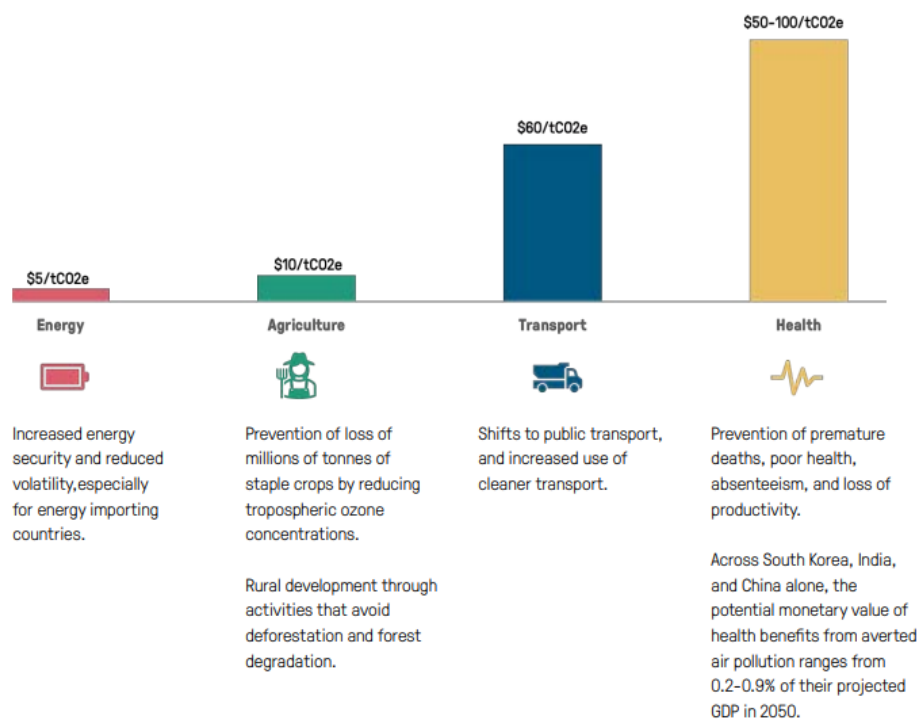 $50-100/tCO2e
$60/tCO2e
$10/tCO2e
$5/tCO2e
Energy
Agriculture
Transport
Health
Increased energy
security and reduced
volatility,especially
for energy importing
countries.
Prevention of loss of
millions of tonnes of
staple crops by reducing
tropospheric ozone
concentrations.
Rural development through
activities that avoid
deforestation and forest
degradation.
Shifts to public transport,
and increased use of
cleaner transport.
Prevention of premature
deaths, poor health,
absenteeism, and loss of
productivity.
Across South Korea, India,
and China alone, the
potential monetary value of
health benefits from averted
air pollution ranges from
0.2-0.9% of their projected
GDP in 2050.